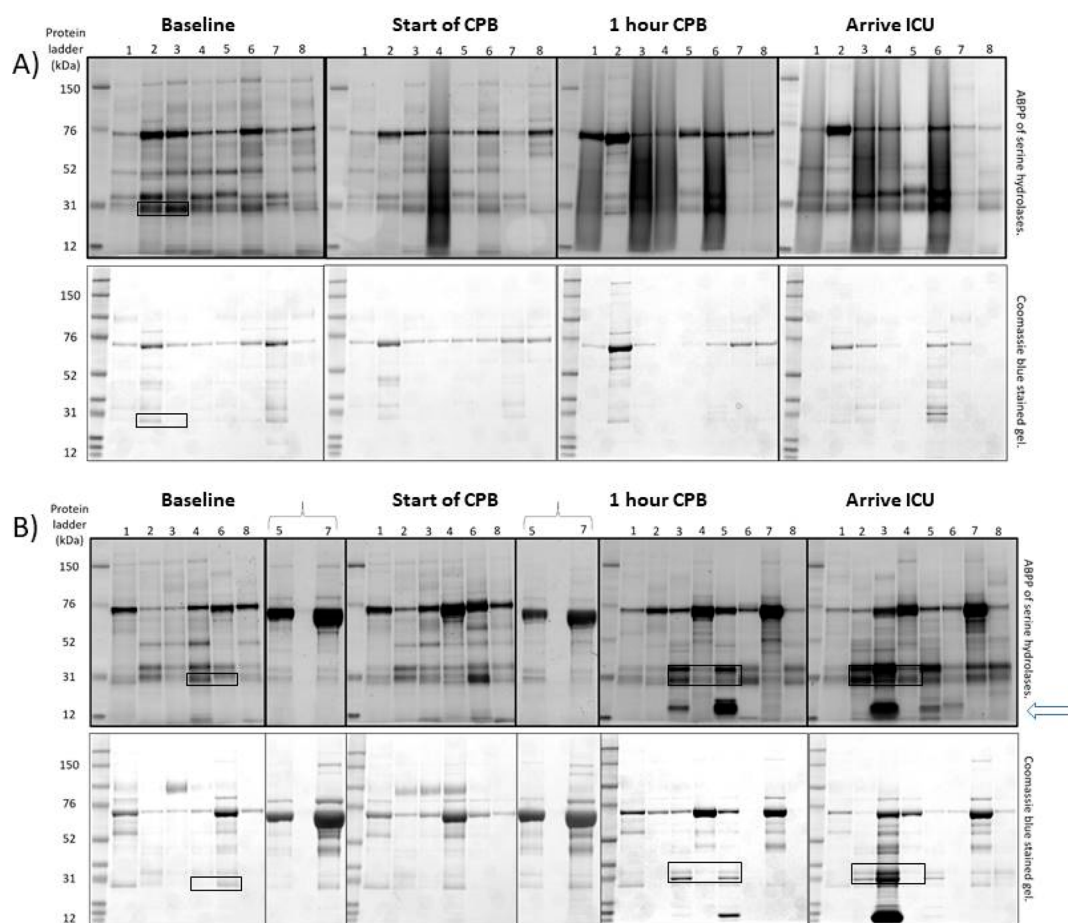 A)
Baseline Start of CPB 1 hour CPB Arrive ICU
Protein ladder (kDa)
1 2 3 4 5 6 7 8 1 2 3 4 5 6 7 8 1 2 3 4 5 6 7 8 1 2 3 4 5 6 7 8
150
76
52
31
12
ABPP of serine hydrolases.
150
76
52
31
12
Coomassie blue stained gel.
B)
Baseline Start of CPB 1 hour CPB Arrive ICU
Protein ladder (kDa)
1 2 3 4 6 8 5 7 1 2 3 4 6 8 5 7 1 2 3 4 5 6 7 8 1 2 3 4 5 6 7 8
150
76
52
31
12
ABPP of serine hydrolases.
150
76
52
31
12
Coomassie blue stained gel.